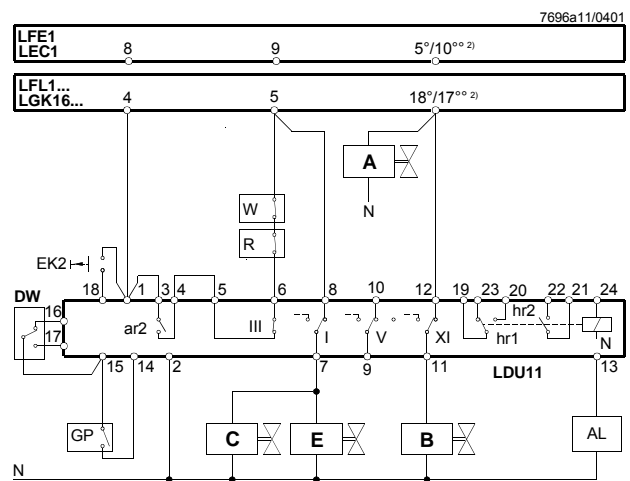 7696a11/0401
LFE1
LEC1
8
9
5°/10°° 2)
LFL1...
LGK16...
4
5
18°/17°° 2)
A
N
W
R
EK2
DW
18
1
3
4
5
6
8
10
12
19
23
20
22
21
24
16
17
ar2
III
I
V
XI
hr1
hr2
N
15
14
2
7
9
11
LDU11
13
GP
C
E
B
AL
N